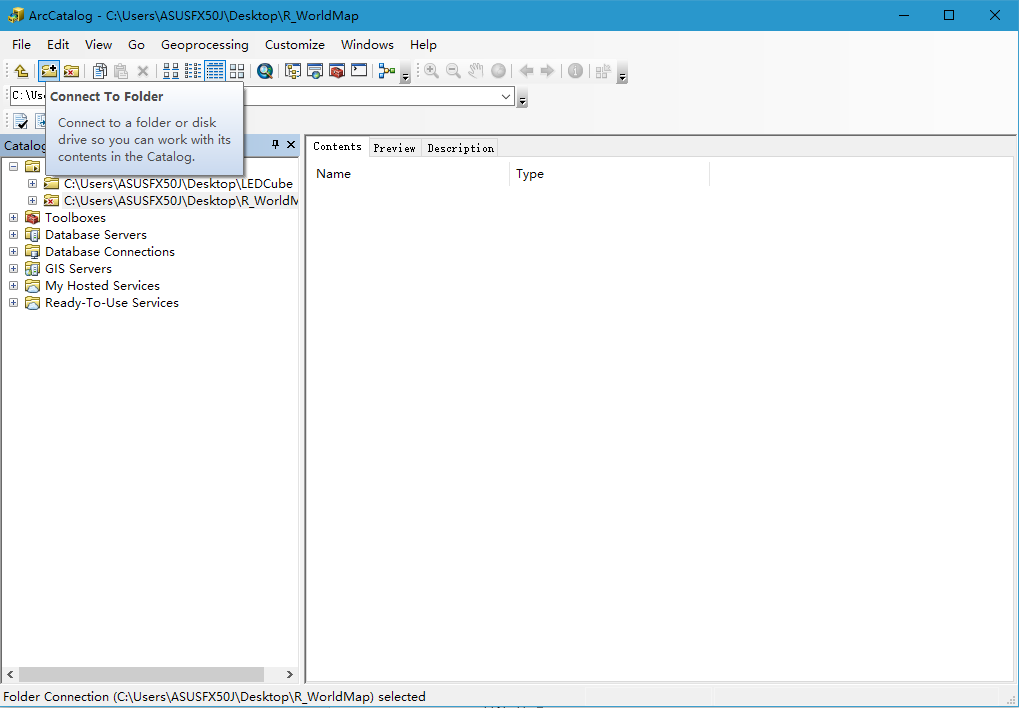 ArcCatalog - C:\Users\ASUSFX50J\Desktop\R_WorldMap
File Edit View Go Geoprocessing Customize Windows Help
C:\Use
Connect To Folder
Connect to a folder or disk
drive so you can work with its
contents in the Catalog.
Catalog
C:\Users\ASUSFX50J\Desktop\LEDCube
C:\Users\ASUSFX50J\Desktop\R_WorldM
Toolboxes
Database Servers
Database Connections
GIS Servers
My Hosted Services
Ready-To-Use Services
Contents Preview Description
Name Type
Folder Connection (C:\Users\ASUSFX50J\Desktop\R_WorldMap) selected